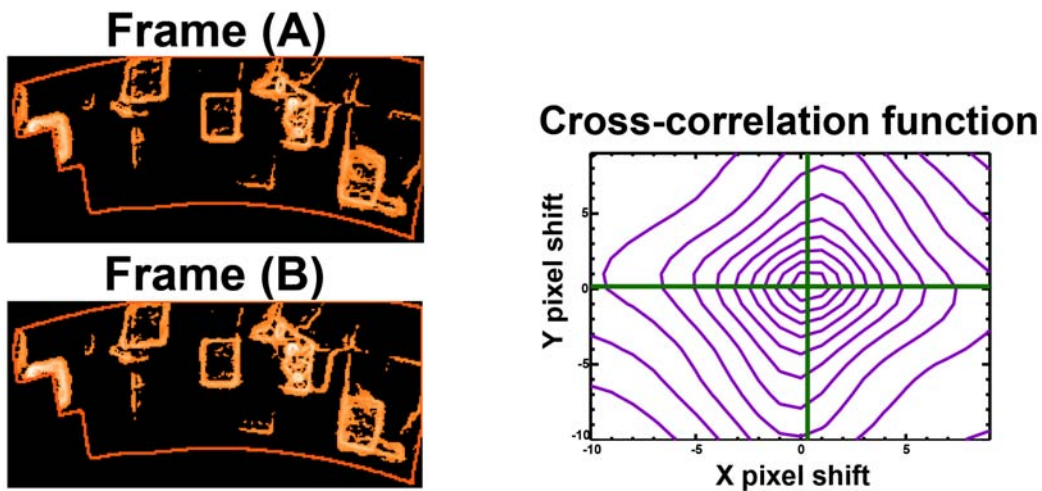 Frame (A)
Frame (B)
Cross-correlation function
Y pixel shift
5
0
-5
-10
-10
-5
0
5
X pixel shift